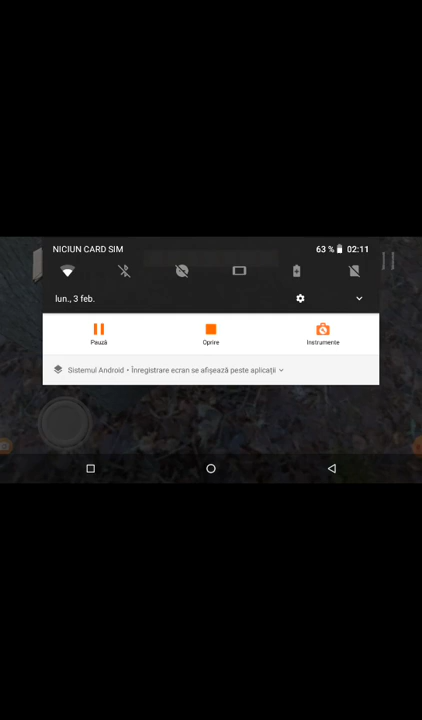 NICIUN CARD SIM
63 % 02:11
lun., 3 feb.
Pauză
Oprire
Instrumente
Sistemul Android • Înregistrare ecran se afișează peste aplicații